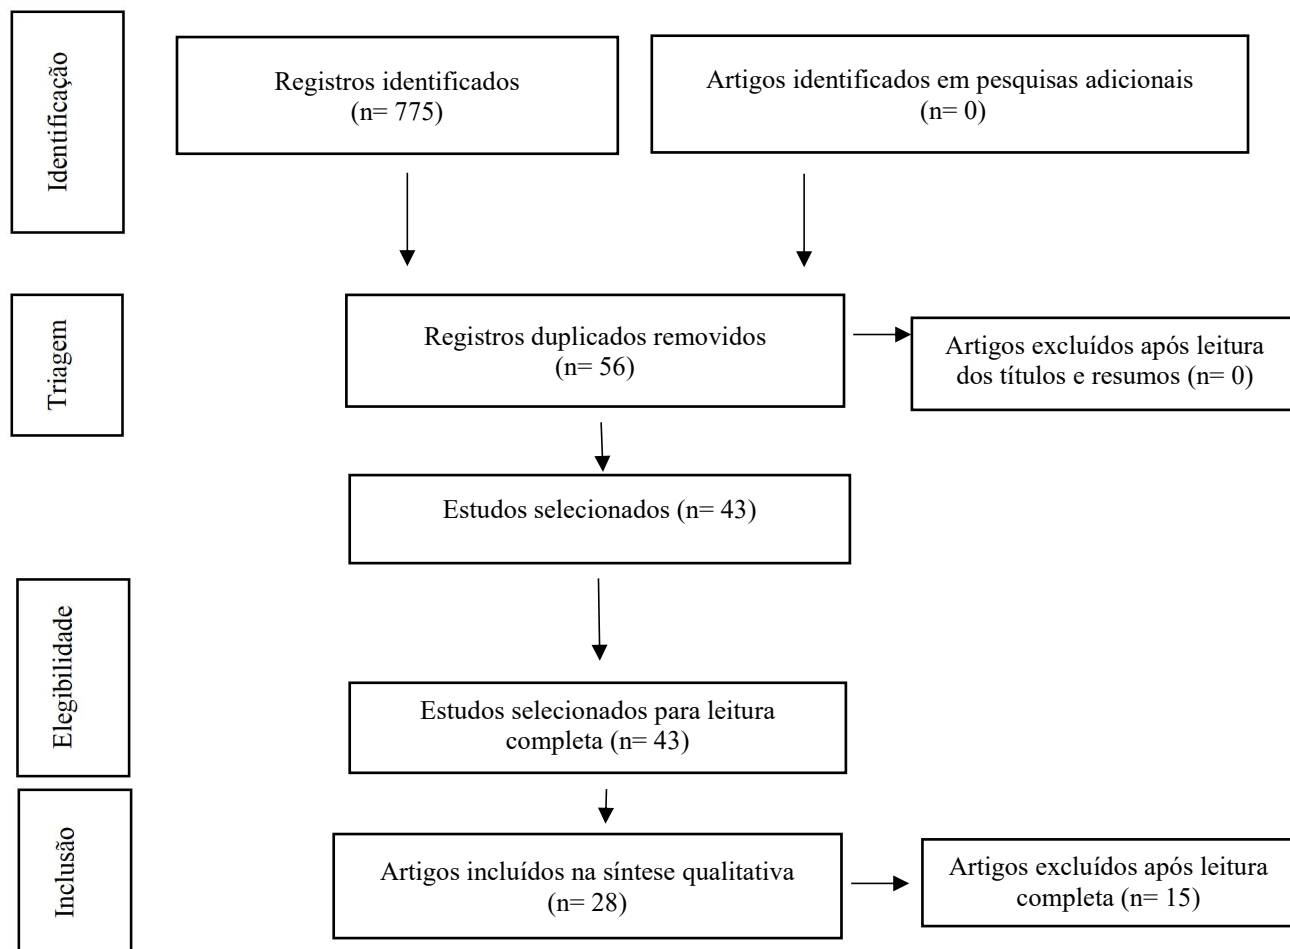 Identificação
Registros identificados
(n= 775)
Artigos identificados em pesquisas adicionais
(n= 0)
Triagem
Registros duplicados removidos
(n= 56)
Artigos excluídos após leitura
dos títulos e resumos (n= 0)
Estudos selecionados (n= 43)
Elegibilidade
Estudos selecionados para leitura
completa (n= 43)
Inclusão
Artigos incluídos na síntese qualitativa
(n= 28)
Artigos excluídos após leitura
completa (n= 15)